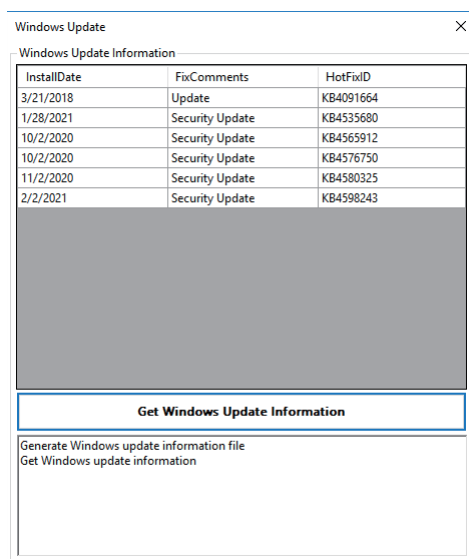 Windows Update
Windows Update Information
InstallDate FixComments HotFixID
3/21/2018 Update KB4091664
1/28/2021 Security Update KB4535680
10/2/2020 Security Update KB4565912
10/2/2020 Security Update KB4576750
11/2/2020 Security Update KB4580325
2/2/2021 Security Update KB4598243
Get Windows Update Information
Generate Windows update information file
Get Windows update information